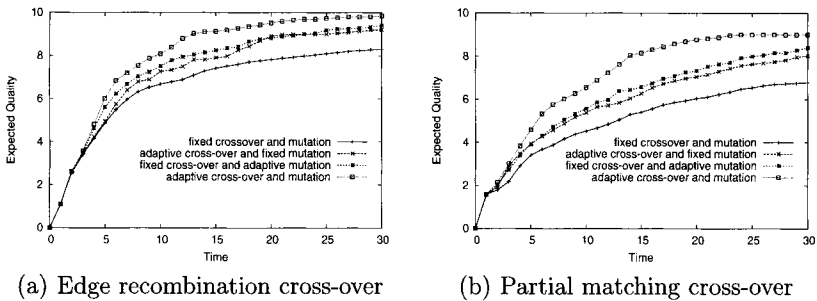 10
8
6
4
2
0
Expected Quality
fixed crossover and mutation
adaptive cross-over and fixed mutation
fixed cross-over and adaptive mutation
adaptive cross-over and mutation
0 5 10 15 20 25 30
Time
(a) Edge recombination cross-over
10
8
6
4
2
0
Expected Quality
fixed crossover and mutation
adaptive cross-over and fixed mutation
fixed cross-over and adaptive mutation
adaptive cross-over and mutation
0 5 10 15 20 25 30
Time
(b) Partial matching cross-over